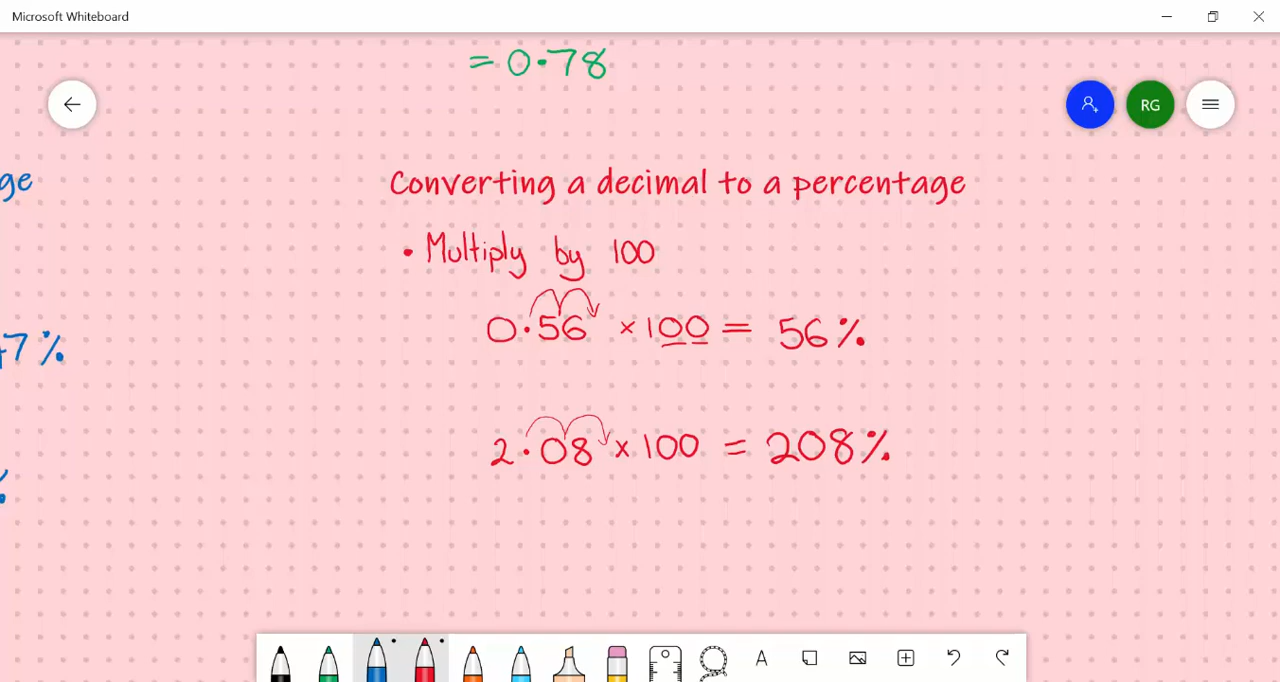 Microsoft Whiteboard
= 0.78
RG
ge
Converting a decimal to a percentage
• Multiply by 100
0.56 × 100 = 56%
47%
2.08 × 100 = 208%
%
A